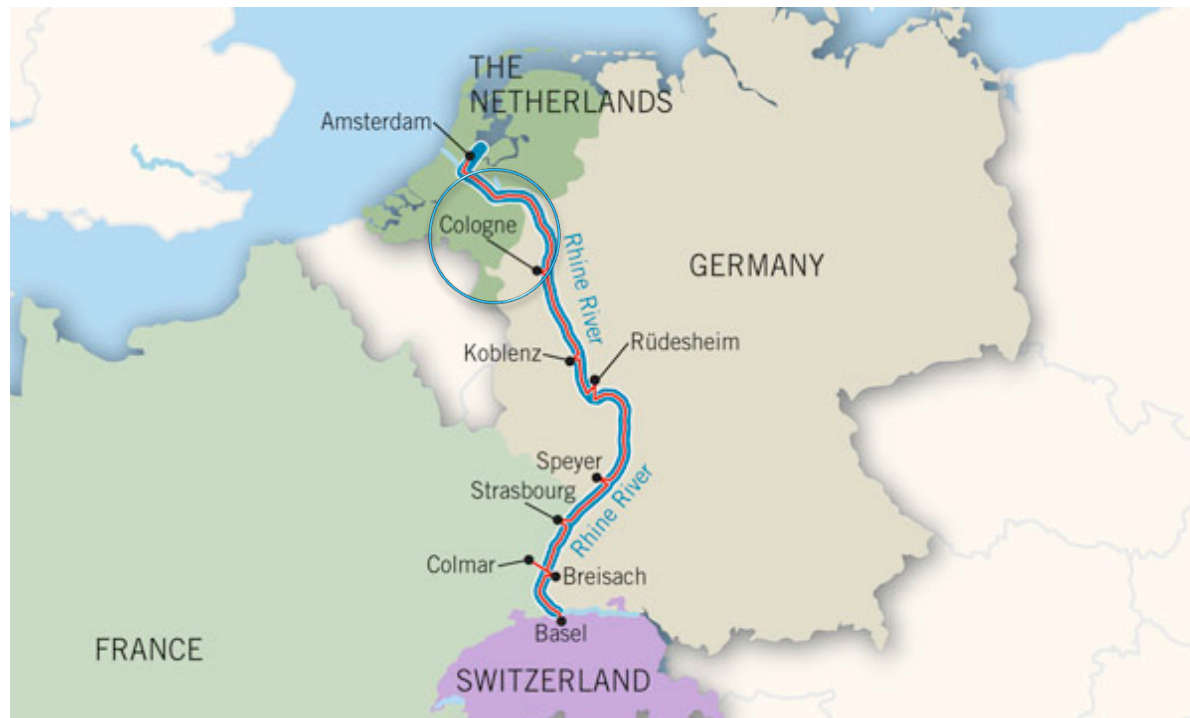 THE
NETHERLANDS
Amsterdam
Cologne
Rhine River
GERMANY
Koblenz
Rüdesheim
Speyer
Strasbourg
Rhine River
Colmar
Breisach
Basel
FRANCE
SWITZERLAND